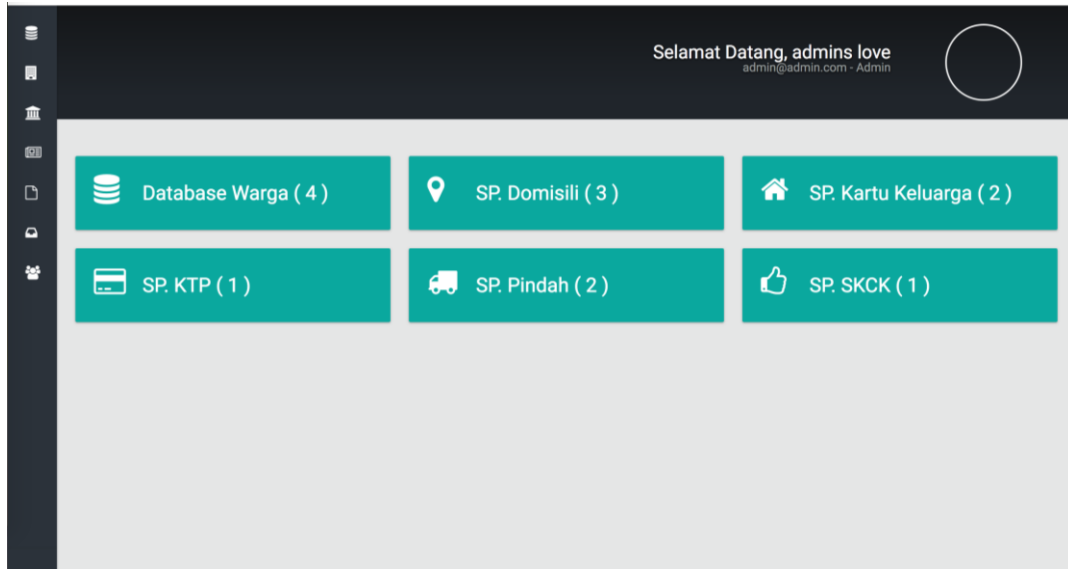 Selamat Datang, admins love
admin@admin.com - Admin
Database Warga ( 4 )
SP. Domisili ( 3 )
SP. Kartu Keluarga ( 2 )
SP. KTP ( 1 )
SP. Pindah ( 2 )
SP. SKCK ( 1 )